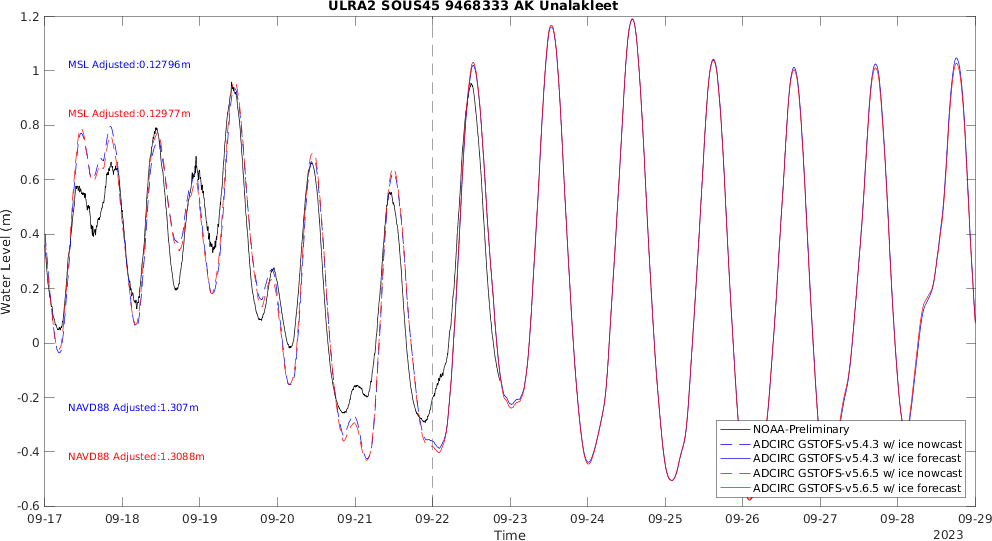 ULRA2 SOUS45 9468333 AK Unalakleet
1.2
1
0.8
0.6
0.4
0.2
0
-0.2
-0.4
-0.6
Water Level (m)
MSL Adjusted:0.12796m
MSL Adjusted:0.12977m
NAVD88 Adjusted:1.307m
NAVD88 Adjusted:1.3088m
NOAA-Preliminary
ADCIRC GSTOFS-v5.4.3 w/ ice nowcast
ADCIRC GSTOFS-v5.4.3 w/ ice forecast
ADCIRC GSTOFS-v5.6.5 w/ ice nowcast
ADCIRC GSTOFS-v5.6.5 w/ ice forecast
09-17 09-18 09-19 09-20 09-21 09-22 09-23 09-24 09-25 09-26 09-27 09-28 09-29
Time
2023